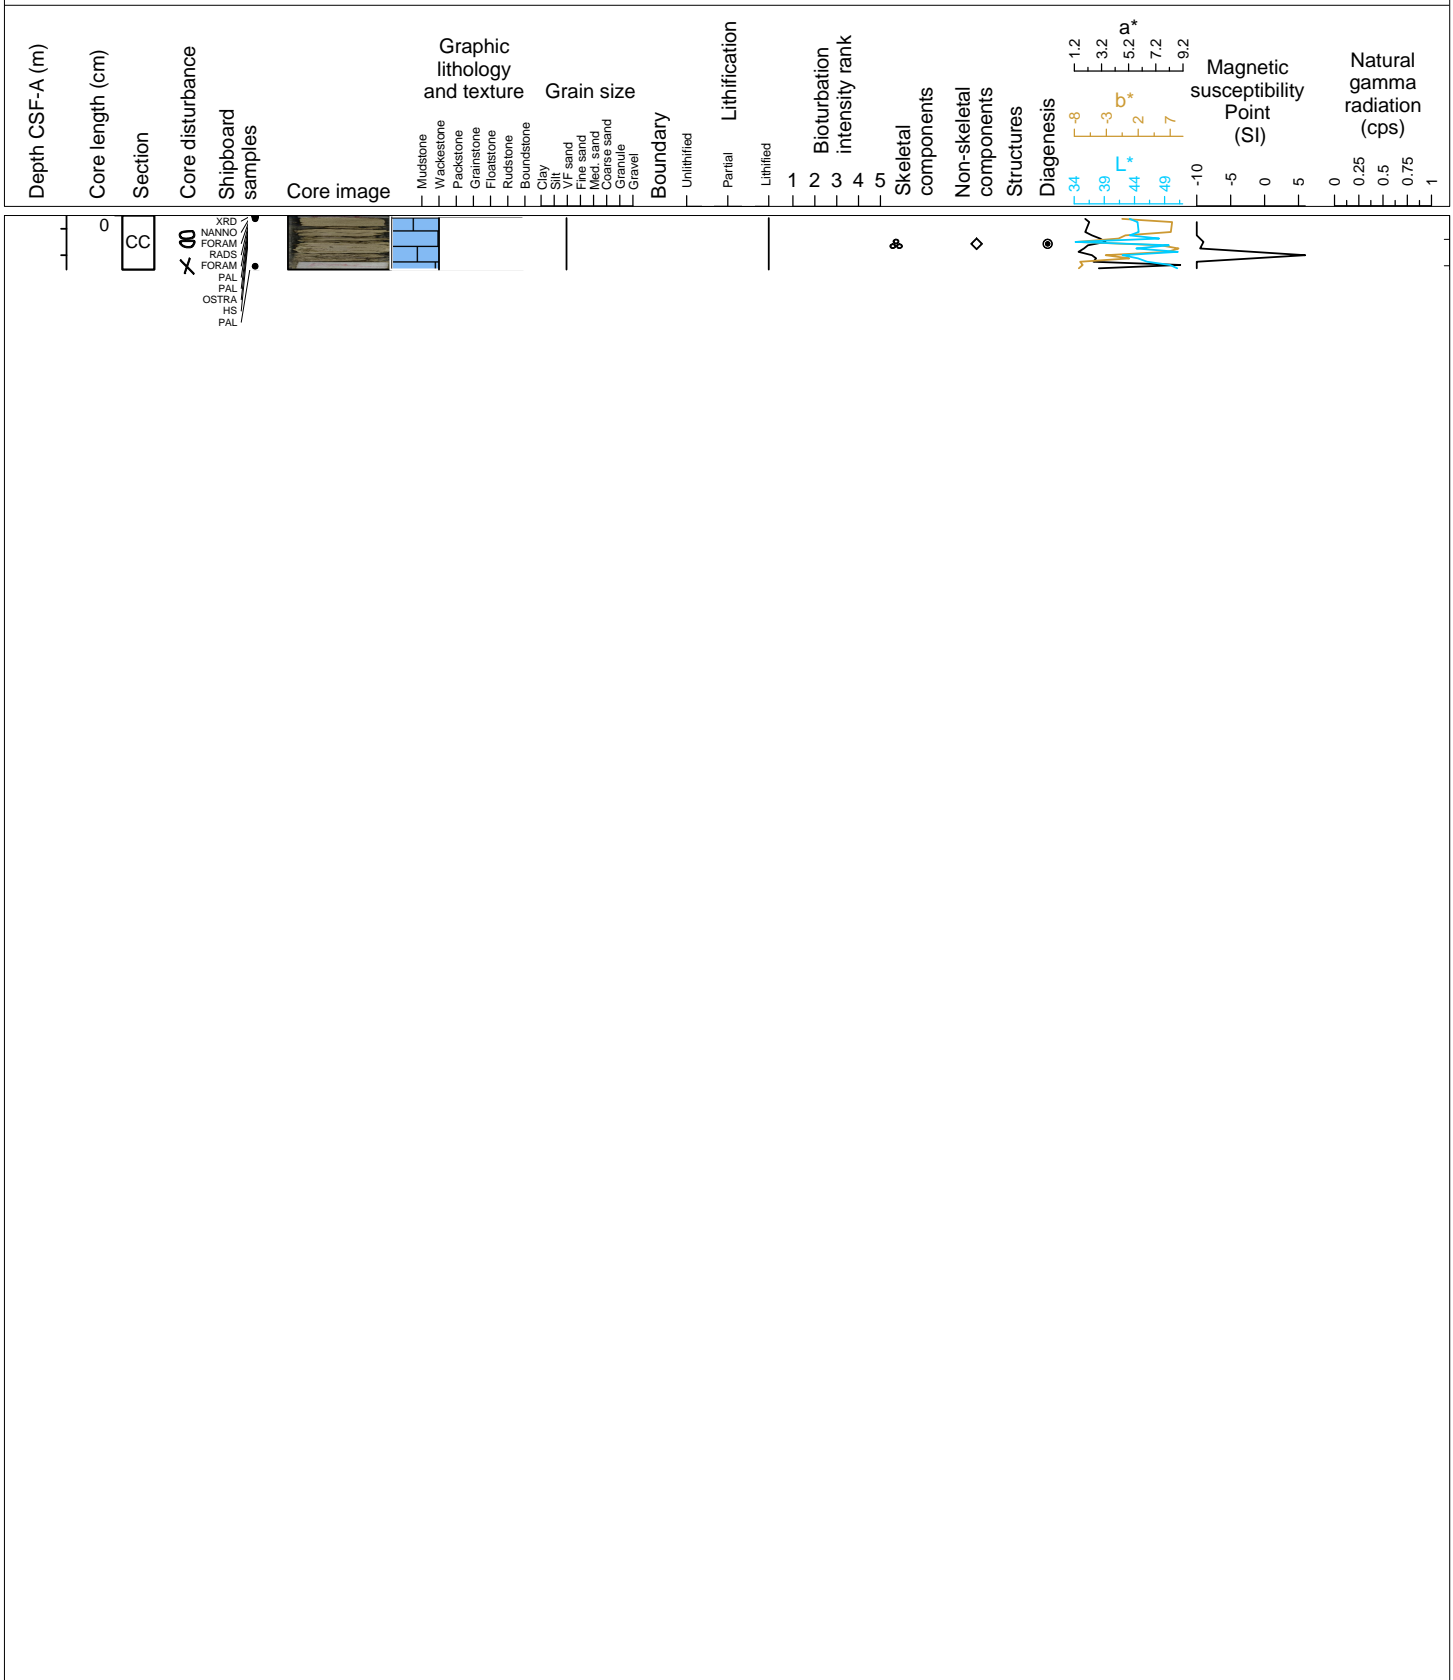 Depth CSF-A (m)
Core length (cm)
Section
Core disturbance
Shipboard
samples
Core image
Graphic
lithology
and texture
Mudstone
Wackestone
Packstone
Grainstone
Floatstone
Rudstone
Boundstone
Grain size
Clay
Silt
VF sand
Fine sand
Med. sand
Coarse sand
Granule
Gravel
Boundary
Lithification
Unlithified
Partial
Lithified
Bioturbation
intensity rank
1 2 3 4 5
Skeletal
components
Non-skeletal
components
Structures
Diagenesis
a*
1.2 3.2 5.2 7.2 9.2
b*
-8 -3 2 7
L*
34 39 44 49
Magnetic
susceptibility
Point
(SI)
-10 -5 0 5
Natural
gamma
radiation
(cps)
0 0.25 0.5 0.75 1
0
CC
XRD
NANNO
FORAM
RADS
FORAM
PAL
PAL
OSTRA
HS
PAL